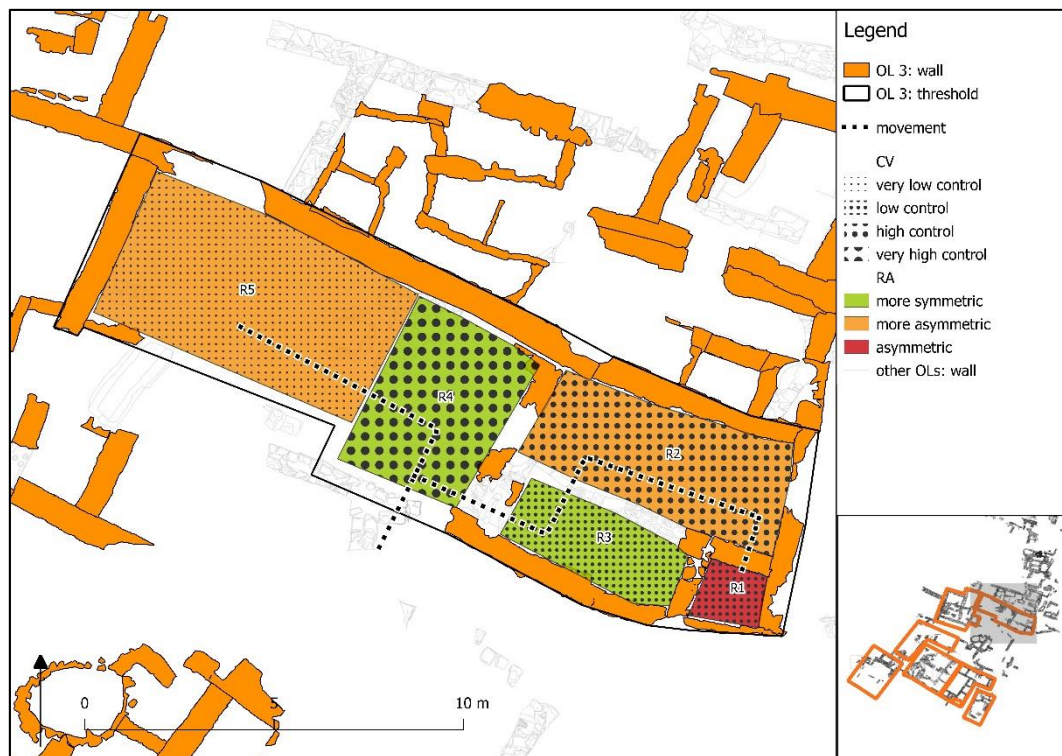 R5
R4
R2
R3
R1
0
5
10 m
Legend
OL 3: wall
OL 3: threshold
movement
CV
very low control
low control
high control
very high control
RA
more symmetric
more asymmetric
asymmetric
other OLs: wall